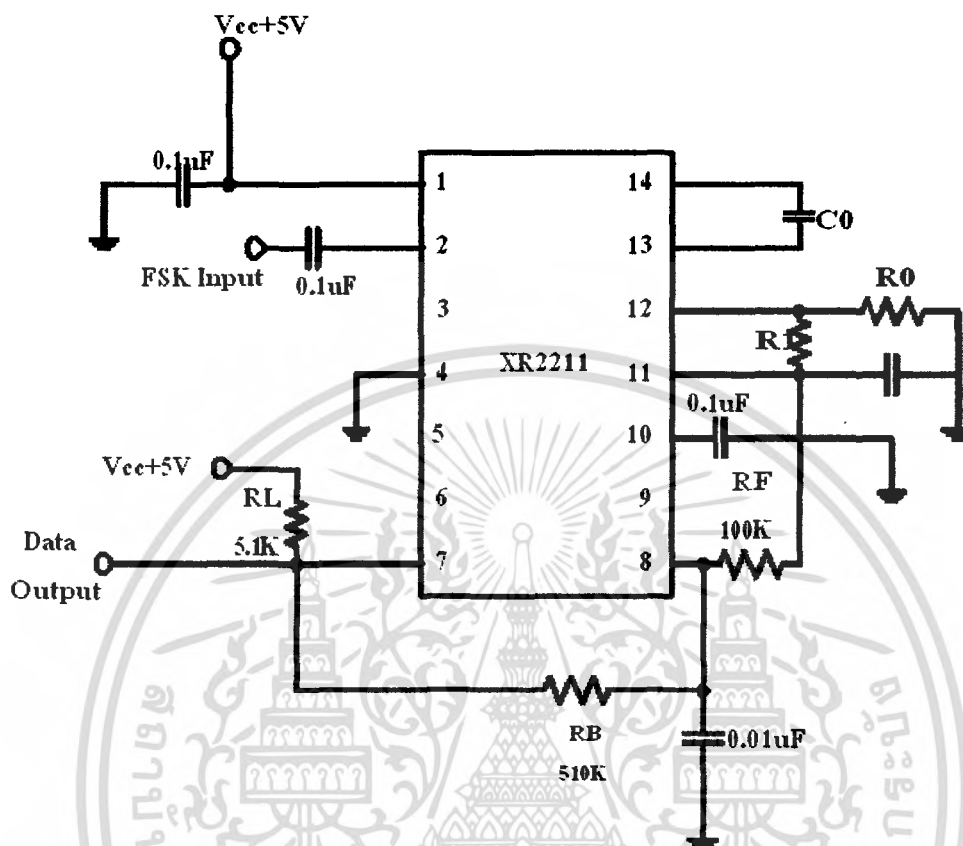 Vcc+5V
0.1uF
1
14
C0
2
13
FSK Input
0.1uF
3
12
R0
R1
XR2211
4
11
0.1uF
5
10
Vcc+5V
RF
RL
6
9
100K
Data
5.1K
7
8
Output
RB
0.01uF
510K